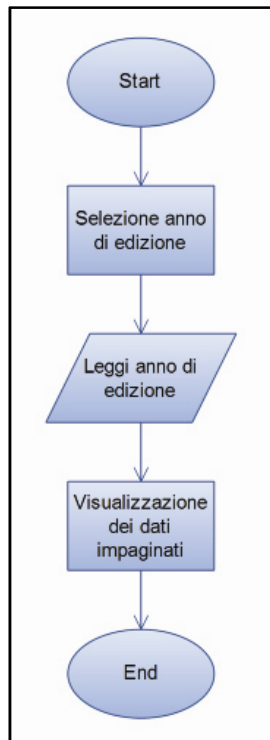 Start
Selezione anno
di edizione
Leggi anno di
edizione
Visualizzazione
dei dati
impaginati
End